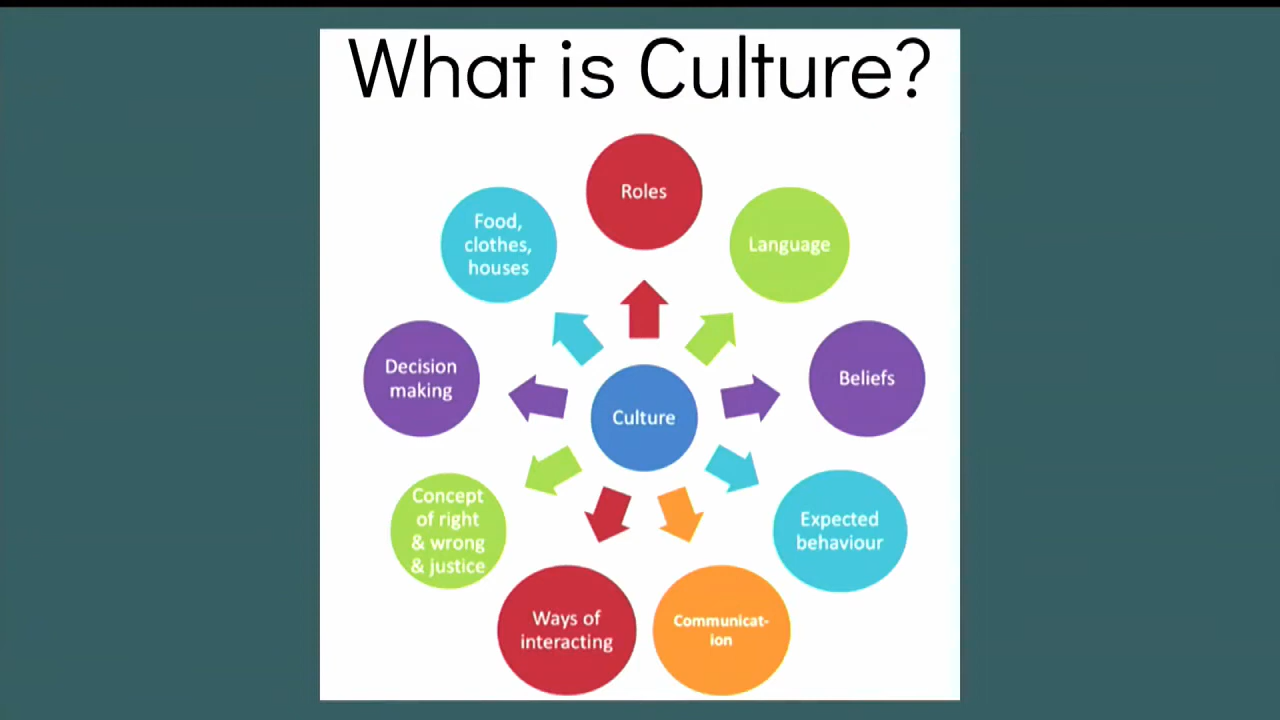 What is Culture?
Roles
Language
Beliefs
Expected
behaviour
Communicat-
ion
Ways of
interacting
Concept
of right
& wrong
& justice
Decision
making
Food,
clothes,
houses
Culture